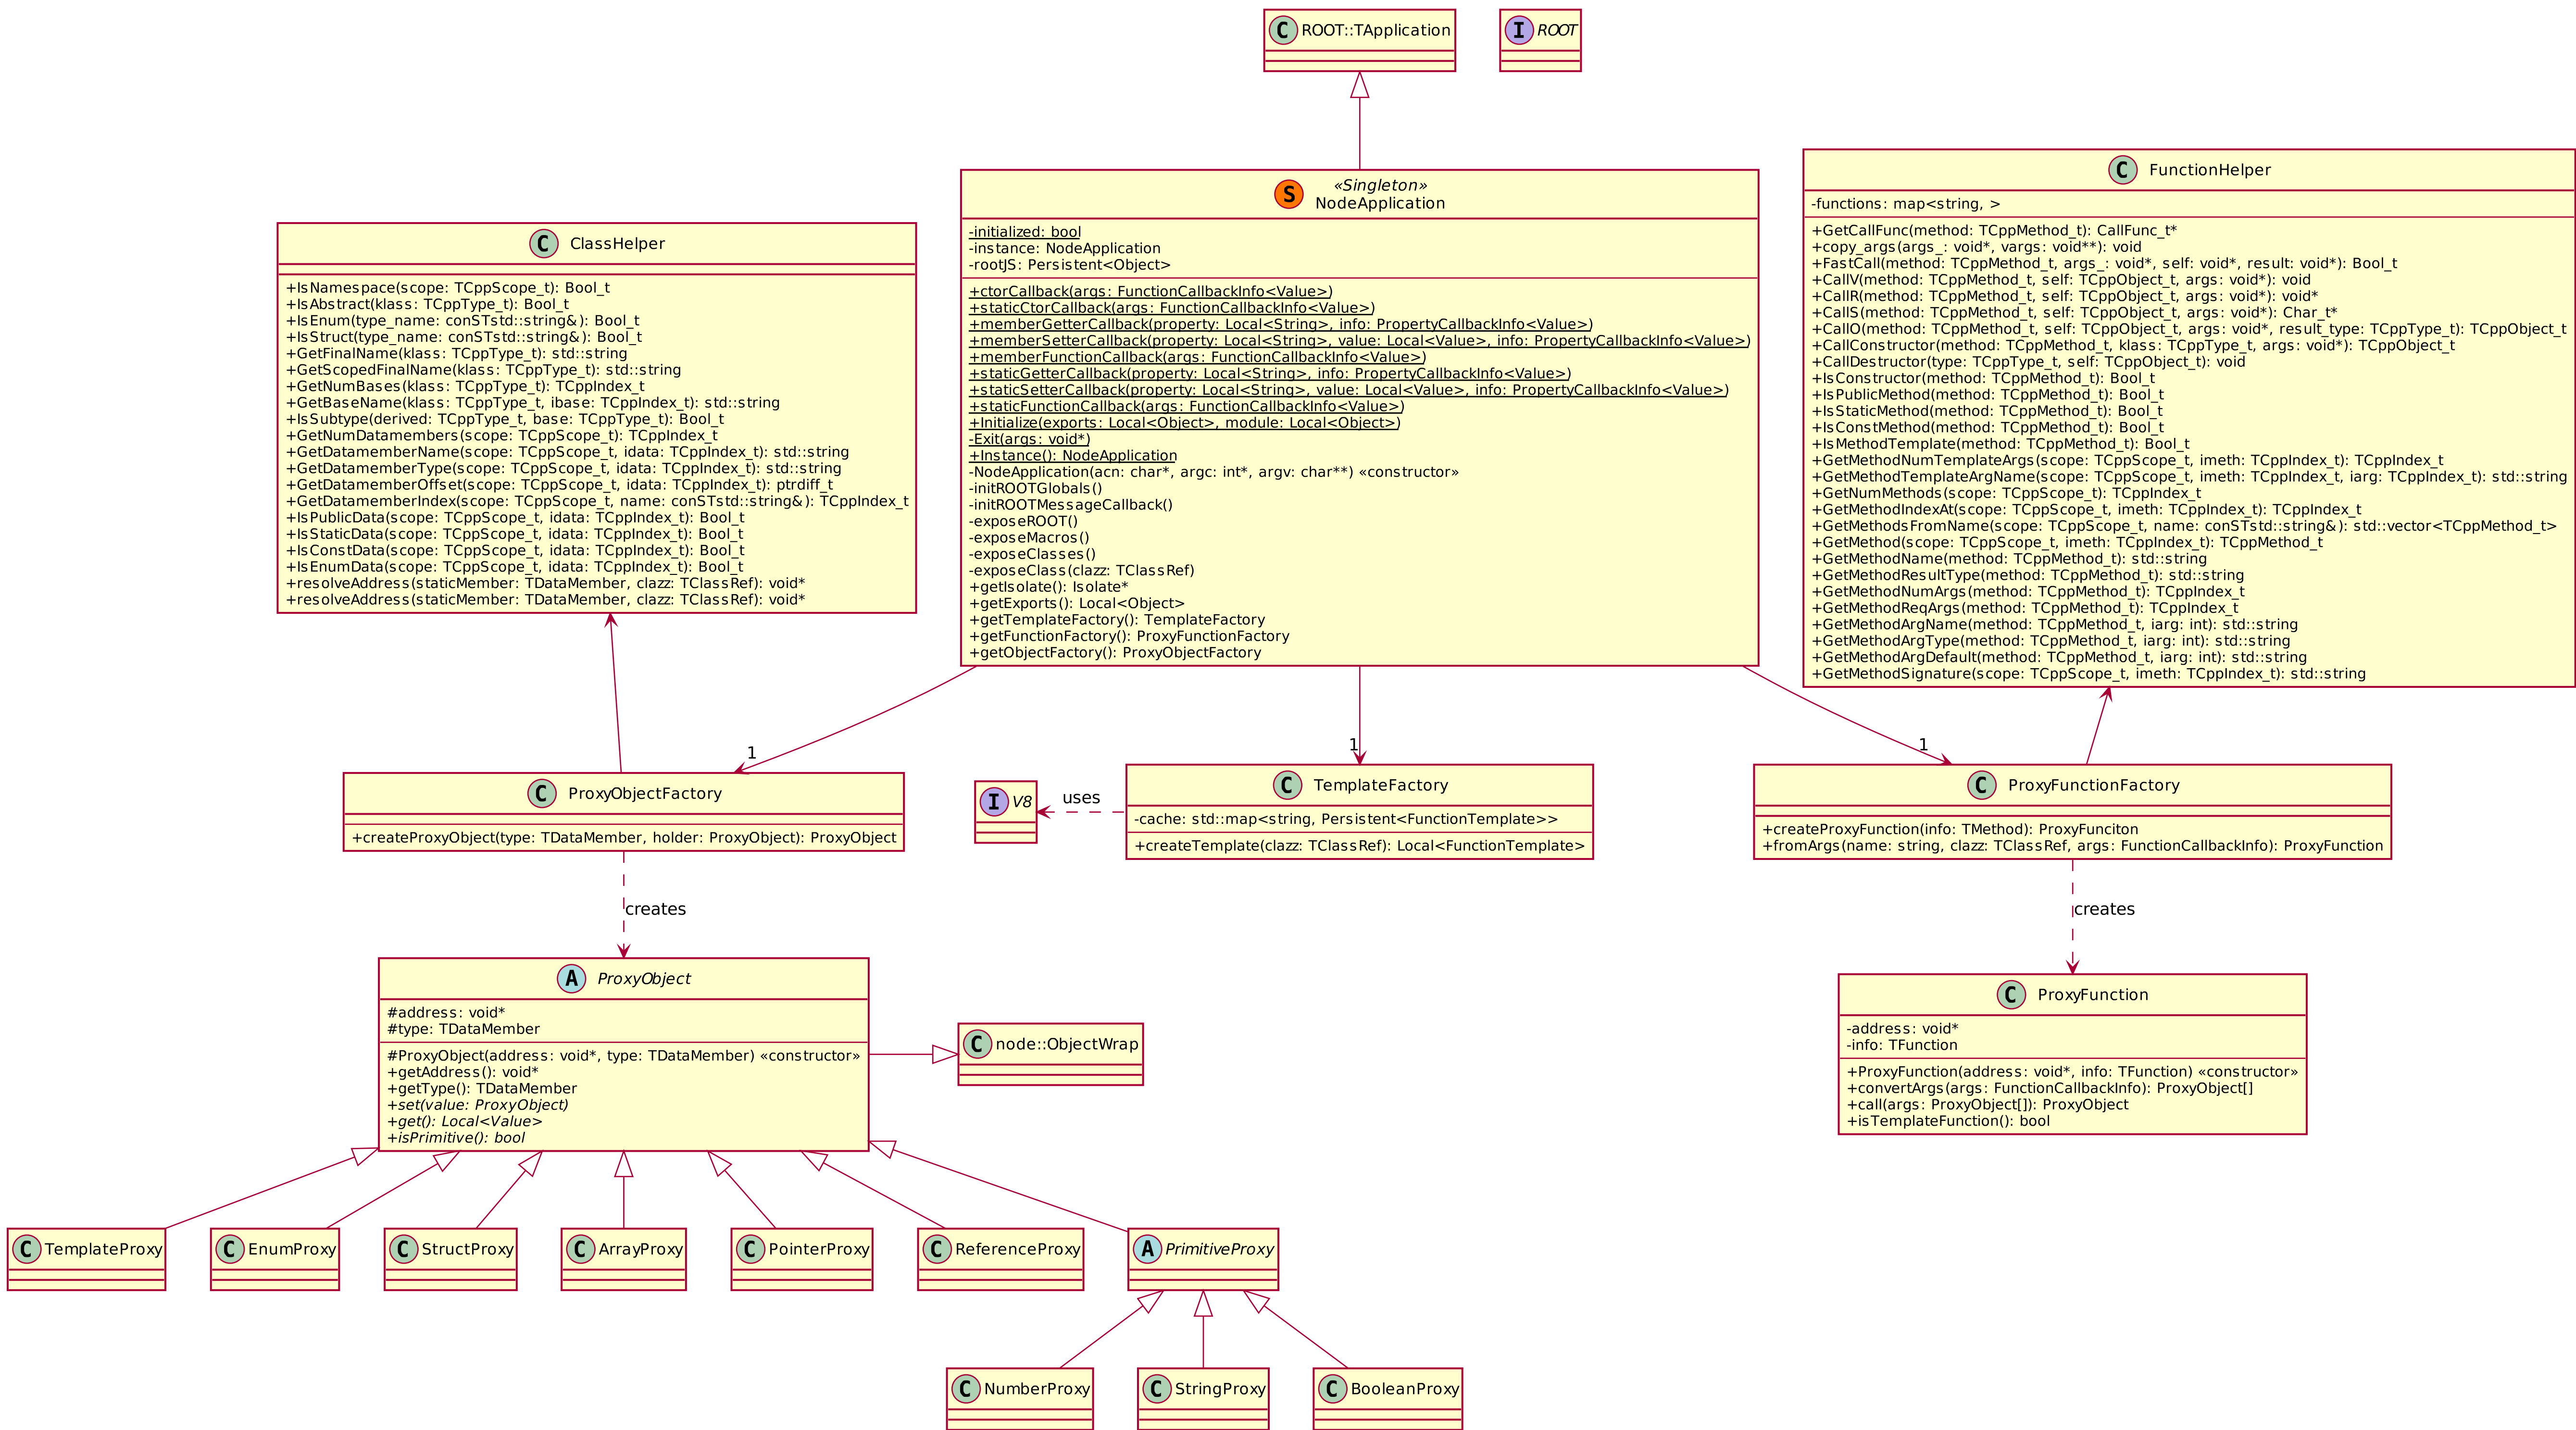 C ROOT::TApplication
I ROOT
C ClassHelper
+IsNamespace(scope: TCppScope_t): Bool_t
+IsAbstract(klass: TCppType_t): Bool_t
+IsEnum(type_name: conSTstd::string&): Bool_t
+IsStruct(type_name: conSTstd::string&): Bool_t
+GetFinalName(klass: TCppType_t): std::string
+GetScopedFinalName(klass: TCppType_t): std::string
+GetNumBases(klass: TCppType_t): TCppIndex_t
+GetBaseName(klass: TCppType_t, ibase: TCppIndex_t): std::string
+IsSubtype(derived: TCppType_t, base: TCppType_t): Bool_t
+GetNumDatamembers(scope: TCppScope_t): TCppIndex_t
+GetDatamemberName(scope: TCppScope_t, idata: TCppIndex_t): std::string
+GetDatamemberType(scope: TCppScope_t, idata: TCppIndex_t): std::string
+GetDatamemberOffset(scope: TCppScope_t, idata: TCppIndex_t): ptrdiff_t
+GetDatamemberIndex(scope: TCppScope_t, name: conSTstd::string&): TCppIndex_t
+IsPublicData(scope: TCppScope_t, idata: TCppIndex_t): Bool_t
+IsStaticData(scope: TCppScope_t, idata: TCppIndex_t): Bool_t
+IsConstData(scope: TCppScope_t, idata: TCppIndex_t): Bool_t
+IsEnumData(scope: TCppScope_t, idata: TCppIndex_t): Bool_t
+resolveAddress(staticMember: TDataMember, clazz: TClassRef): void*
+resolveAddress(staticMember: TDataMember, clazz: TClassRef): void*
S «Singleton»
NodeApplication
-initialized: bool
-instance: NodeApplication
-rootJS: Persistent<Object>
+ctorCallback(args: FunctionCallbackInfo<Value>)
+staticCtorCallback(args: FunctionCallbackInfo<Value>)
+memberGetterCallback(property: Local<String>, info: PropertyCallbackInfo<Value>)
+memberSetterCallback(property: Local<String>, value: Local<Value>, info: PropertyCallbackInfo<Value>)
+memberFunctionCallback(args: FunctionCallbackInfo<Value>)
+staticGetterCallback(property: Local<String>, info: PropertyCallbackInfo<Value>)
+staticSetterCallback(property: Local<String>, value: Local<Value>, info: PropertyCallbackInfo<Value>)
+staticFunctionCallback(args: FunctionCallbackInfo<Value>)
+Initialize(exports: Local<Object>, module: Local<Object>)
-Exit(args: void*)
+Instance(): NodeApplication
-NodeApplication(acn: char*, argc: int*, argv: char**) «constructor»
-initROOTGlobals()
-initROOTMessageCallback()
-exposeROOT()
-exposeMacros()
-exposeClasses()
-exposeClass(clazz: TClassRef)
+getIsolate(): Isolate*
+getExports(): Local<Object>
+getTemplateFactory(): TemplateFactory
+getFunctionFactory(): ProxyFunctionFactory
+getObjectFactory(): ProxyObjectFactory
C FunctionHelper
-functions: map<string, >
+GetCallFunc(method: TCppMethod_t): CallFunc_t*
+copy_args(args_: void*, vargs: void**): void
+FastCall(method: TCppMethod_t, args_: void*, self: void*, result: void*): Bool_t
+CallV(method: TCppMethod_t, self: TCppObject_t, args: void*): void
+CallR(method: TCppMethod_t, self: TCppObject_t, args: void*): void*
+CallS(method: TCppMethod_t, self: TCppObject_t, args: void*): Char_t*
+CallO(method: TCppMethod_t, self: TCppObject_t, args: void*, result_type: TCppType_t): TCppObject_t
+CallConstructor(method: TCppMethod_t, klass: TCppType_t, args: void*): TCppObject_t
+CallDestructor(type: TCppType_t, self: TCppObject_t): void
+IsConstructor(method: TCppMethod_t): Bool_t
+IsPublicMethod(method: TCppMethod_t): Bool_t
+IsStaticMethod(method: TCppMethod_t): Bool_t
+IsConstMethod(method: TCppMethod_t): Bool_t
+IsMethodTemplate(method: TCppMethod_t): Bool_t
+GetMethodNumTemplateArgs(scope: TCppScope_t, imeth: TCppIndex_t): TCppIndex_t
+GetMethodTemplateArgName(scope: TCppScope_t, imeth: TCppIndex_t, iarg: TCppIndex_t): std::string
+GetNumMethods(scope: TCppScope_t): TCppIndex_t
+GetMethodIndexAt(scope: TCppScope_t, imeth: TCppIndex_t): TCppIndex_t
+GetMethodsFromName(scope: TCppScope_t, name: conSTstd::string&): std::vector<TCppMethod_t>
+GetMethod(scope: TCppScope_t, imeth: TCppIndex_t): TCppMethod_t
+GetMethodName(method: TCppMethod_t): std::string
+GetMethodResultType(method: TCppMethod_t): std::string
+GetMethodNumArgs(method: TCppMethod_t): TCppIndex_t
+GetMethodReqArgs(method: TCppMethod_t): TCppIndex_t
+GetMethodArgName(method: TCppMethod_t, iarg: int): std::string
+GetMethodArgType(method: TCppMethod_t, iarg: int): std::string
+GetMethodArgDefault(method: TCppMethod_t, iarg: int): std::string
+GetMethodSignature(scope: TCppScope_t, imeth: TCppIndex_t): std::string
1
1
1
C ProxyObjectFactory
+createProxyObject(type: TDataMember, holder: ProxyObject): ProxyObject
I V8
uses
C TemplateFactory
-cache: std::map<string, Persistent<FunctionTemplate>>
+createTemplate(clazz: TClassRef): Local<FunctionTemplate>
C ProxyFunctionFactory
+createProxyFunction(info: TMethod): ProxyFunciton
+fromArgs(name: string, clazz: TClassRef, args: FunctionCallbackInfo): ProxyFunction
creates
creates
A ProxyObject
#address: void*
#type: TDataMember
#ProxyObject(address: void*, type: TDataMember) «constructor»
+getAddress(): void*
+getType(): TDataMember
+set(value: ProxyObject)
+get(): Local<Value>
+isPrimitive(): bool
C node::ObjectWrap
C ProxyFunction
-address: void*
-info: TFunction
+ProxyFunction(address: void*, info: TFunction) «constructor»
+convertArgs(args: FunctionCallbackInfo): ProxyObject[]
+call(args: ProxyObject[]): ProxyObject
+isTemplateFunction(): bool
C TemplateProxy
C EnumProxy
C StructProxy
C ArrayProxy
C PointerProxy
C ReferenceProxy
A PrimitiveProxy
C NumberProxy
C StringProxy
C BooleanProxy